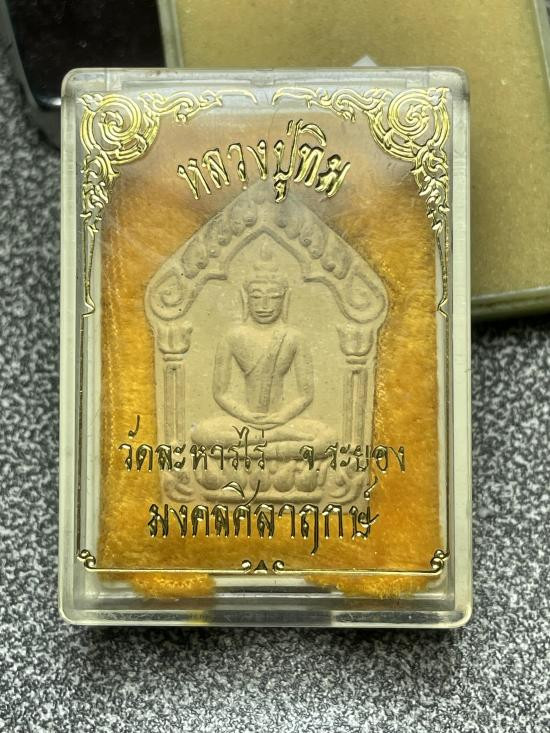 หลวงปู่ทิม
วัดละหารไร่ จ.ระยอง
มงคลศิลาฤกษ์